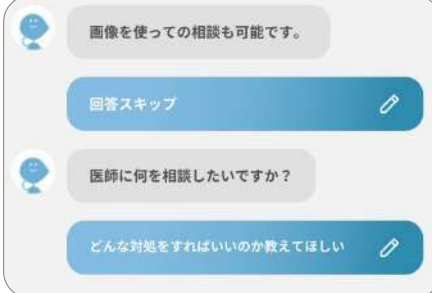 画像を使っての相談も可能です。
回答スキップ
医師に何を相談したいですか？
どんな対処をすればいいのか教えてほしい